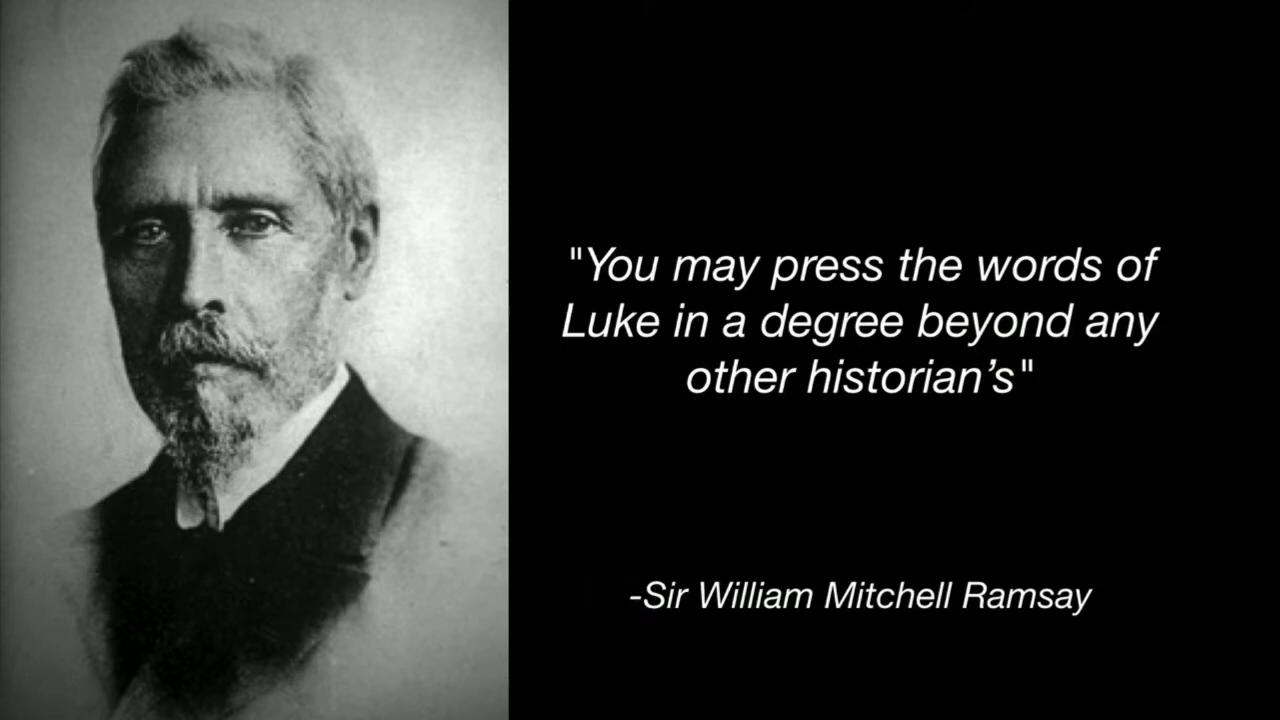 "You may press the words of
Luke in a degree beyond any
other historian’s"
-Sir William Mitchell Ramsay